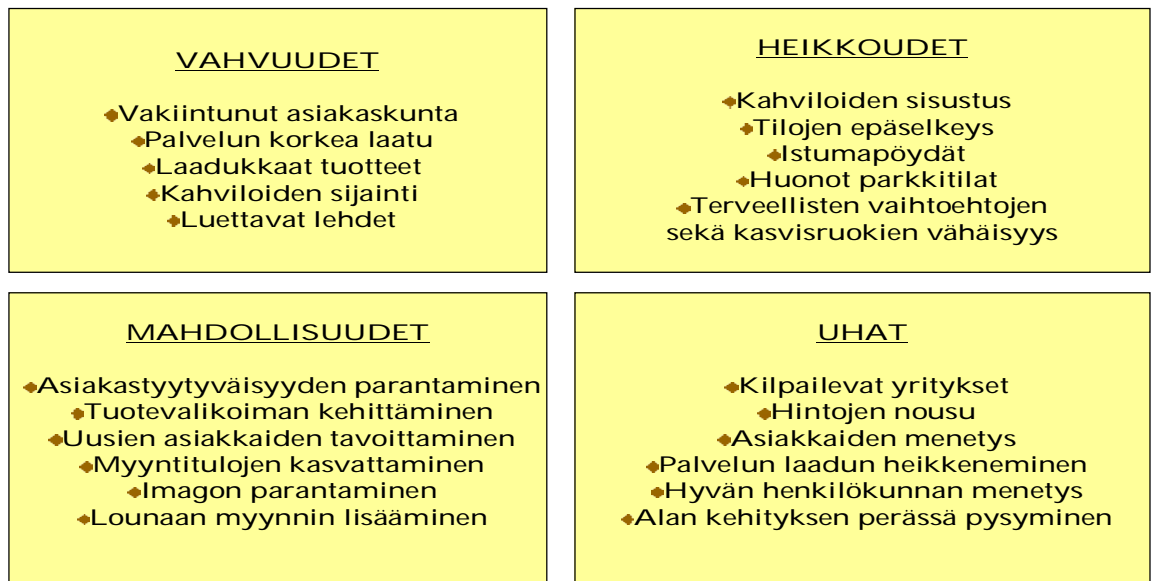 VAHVUUDET
Vakiintunut asiakaskunta
Palvelun korkea laatu
Laadukkaat tuotteet
Kahviloiden sijainti
Luettavat lehdet
HEIKKOUDET
Kahviloiden sisustus
Tilojen epäselkeys
Istumapöydät
Huonot parkkitilat
Terveellisten vaihtoehtojen
sekä kasvisruokien vähäisyys
MAHDOLLISUUDET
Asiakastyytyväisyyden parantaminen
Tuotevalikoiman kehittäminen
Uusien asiakkaiden tavoittaminen
Myyntitulojen kasvattaminen
Imagon parantaminen
Lounaan myynnin lisääminen
UHAT
Kilpailevat yritykset
Hintojen nousu
Asiakkaiden menetys
Palvelun laadun heikkeneminen
Hyvän henkilökunnan menetys
Alan kehityksen perässä pysyminen